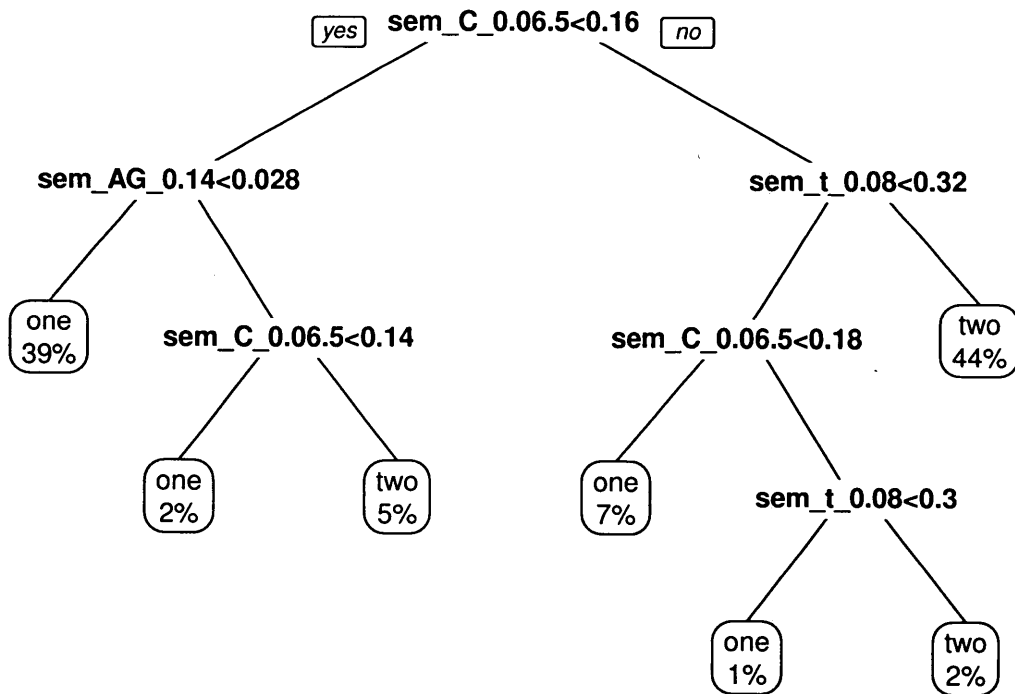 yes
sem_C_0.06.5<0.16
no
sem_AG_0.14<0.028
sem_t_0.08<0.32
one
39%
sem_C_0.06.5<0.14
sem_C_0.06.5<0.18
two
44%
one
2%
two
5%
one
7%
sem_t_0.08<0.3
one
1%
two
2%